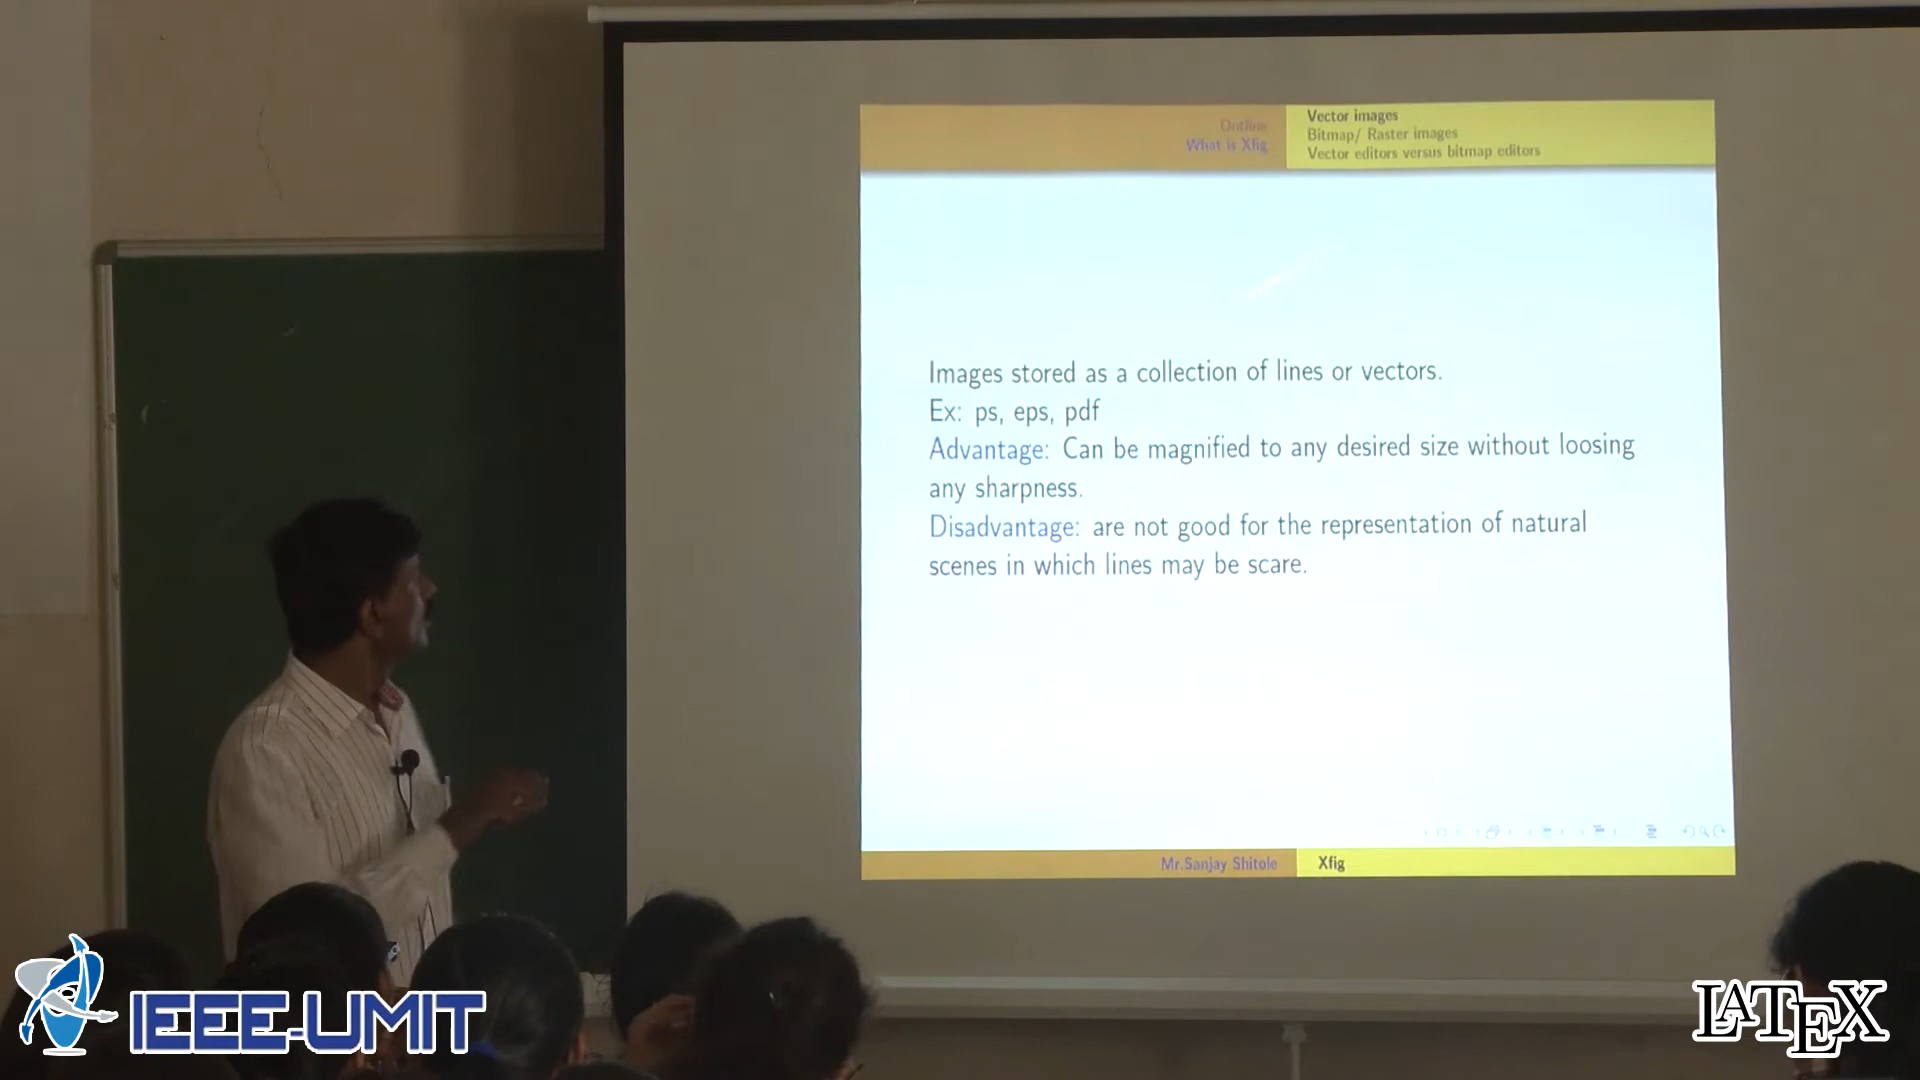 Outline
What is Xfig
Vector images
Bitmap/ Raster images
Vector editors versus bitmap editors
Images stored as a collection of lines or vectors.
Ex: ps, eps, pdf
Advantage: Can be magnified to any desired size without loosing
any sharpness.
Disadvantage: are not good for the representation of natural
scenes in which lines may be scare.
Mr.Sanjay Shitole
Xfig
IEEE-UMIT
LATEX